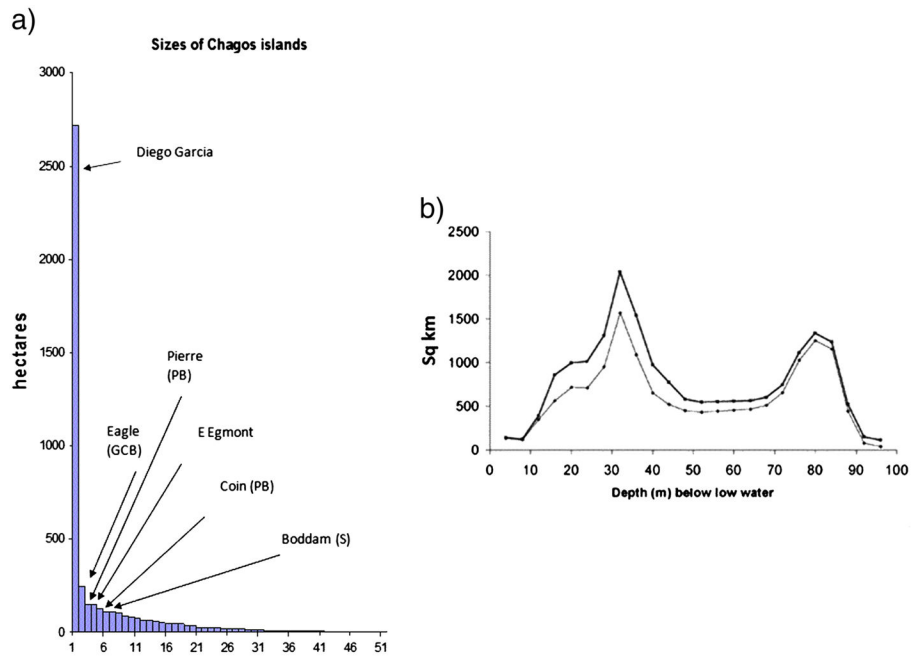 a)
Sizes of Chagos islands
3000
2500
2000
1500
1000
500
0
hectares
Diego Garcia
Pierre
(PB)
Eagle
(GCB)
E Egmont
Coin (PB)
Boddam (S)
1 6 11 16 21 26 31 36 41 46 51
b)
2500
2000
1500
1000
500
0
Sq km
0 10 20 30 40 50 60 70 80 90 100
Depth (m) below low water